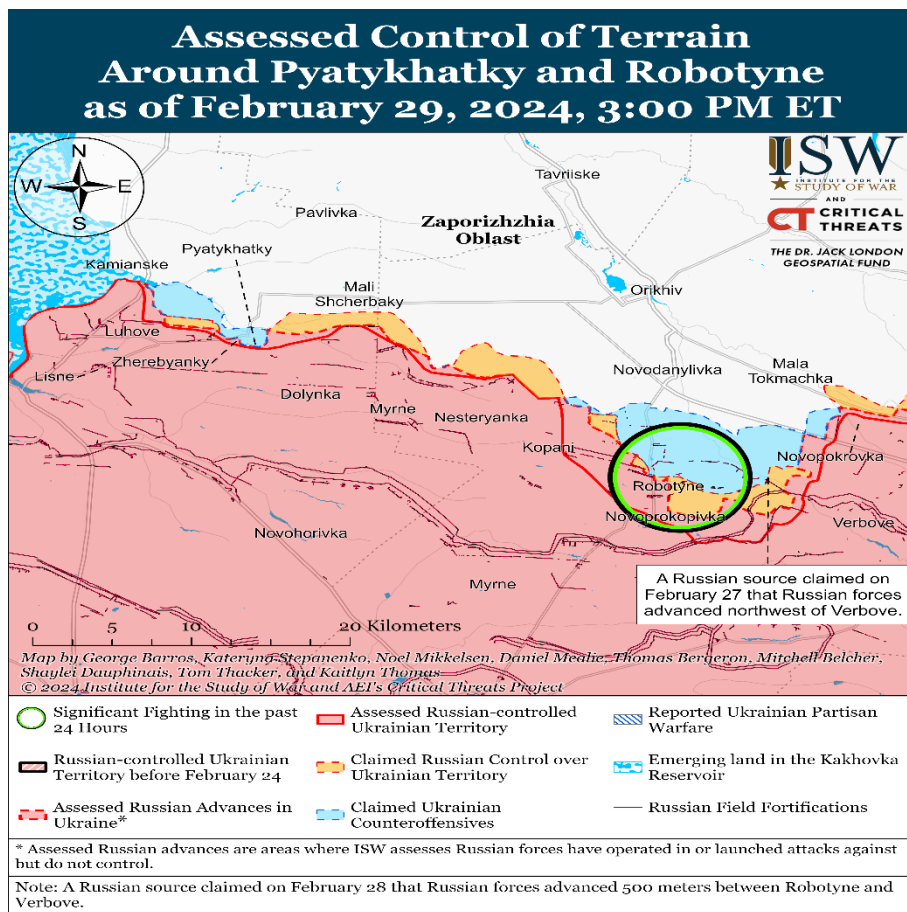 Assessed Control of Terrain
Around Pyatykhatky and Robotyne
as of February 29, 2024, 3:00 PM ET
N
W E
S
ISW
INSTITUTE FOR THE
STUDY OF WAR
AND
CT CRITICAL
THREATS
THE DR. JACK LONDON
GEOSPATIAL FUND
Tavriiske
Pavlivka
Zaporizhzhia
Oblast
Pyatykhatky
Kamianske
Mali
Shcherbaky
Orikhiv
Luhove
Zherebyanky
Lisne
Novodanylivka
Mala
Tokmachka
Dolynka
Myrne
Nesteryanka
Kopani
Novopokrovka
Robotyne
Novoprokopivka
Verbove
Novohorivka
Myrne
A Russian source claimed on
February 27 that Russian forces
advanced northwest of Verbove.
0 5 10 20 Kilometers
Map by George Barros, Kateryna Stepanenko, Noel Mikkelsen, Daniel Mealie, Thomas Bergeron, Mitchell Belcher,
Shaylei Dauphinais, Tom Thacker, and Kaitlyn Thomas
© 2024 Institute for the Study of War and AEI's Critical Threats Project
Significant Fighting in the past
24 Hours
Assessed Russian-controlled
Ukrainian Territory
Reported Ukrainian Partisan
Warfare
Russian-controlled Ukrainian
Territory before February 24
Claimed Russian Control over
Ukrainian Territory
Emerging land in the Kakhovka
Reservoir
Assessed Russian Advances in
Ukraine*
Claimed Ukrainian
Counteroffensives
Russian Field Fortifications
* Assessed Russian advances are areas where ISW assesses Russian forces have operated in or launched attacks against
but do not control.
Note: A Russian source claimed on February 28 that Russian forces advanced 500 meters between Robotyne and
Verbove.